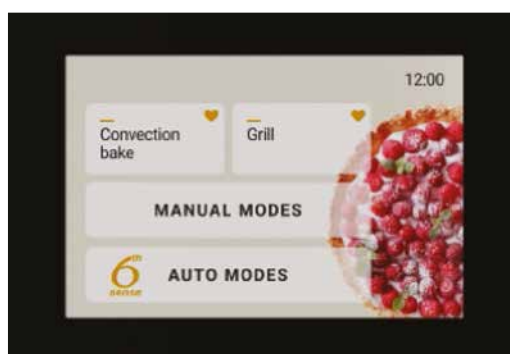 12:00
Convection
bake
Grill
MANUAL MODES
6th
SENSE
AUTO MODES